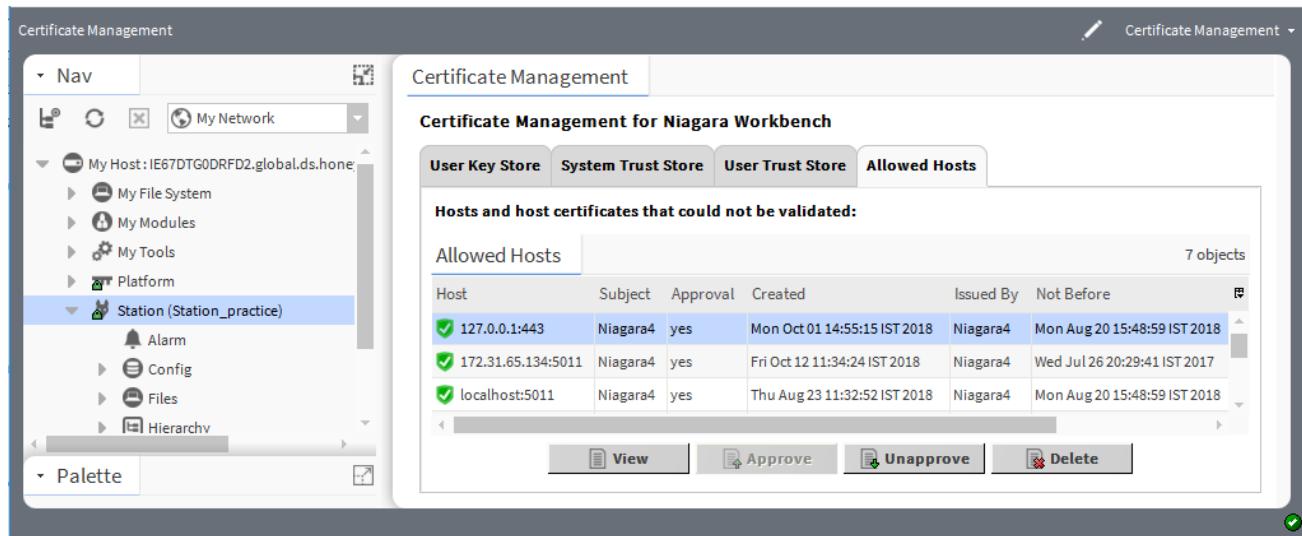 Certificate Management
Certificate Management
Nav
My Network
My Host : IE67DTG0DRFD2.global.ds.hone
My File System
My Modules
My Tools
Platform
Station (Station_practice)
Alarm
Config
Files
Hierarchy
Palette
Certificate Management
Certificate Management for Niagara Workbench
User Key Store System Trust Store User Trust Store Allowed Hosts
Hosts and host certificates that could not be validated:
Allowed Hosts 7 objects
Host Subject Approval Created Issued By Not Before
127.0.0.1:443 Niagara4 yes Mon Oct 01 14:55:15 IST 2018 Niagara4 Mon Aug 20 15:48:59 IST 2018
172.31.65.134:5011 Niagara4 yes Fri Oct 12 11:34:24 IST 2018 Niagara4 Wed Jul 26 20:29:41 IST 2017
localhost:5011 Niagara4 yes Thu Aug 23 11:32:52 IST 2018 Niagara4 Mon Aug 20 15:48:59 IST 2018
View Approve Unapprove Delete